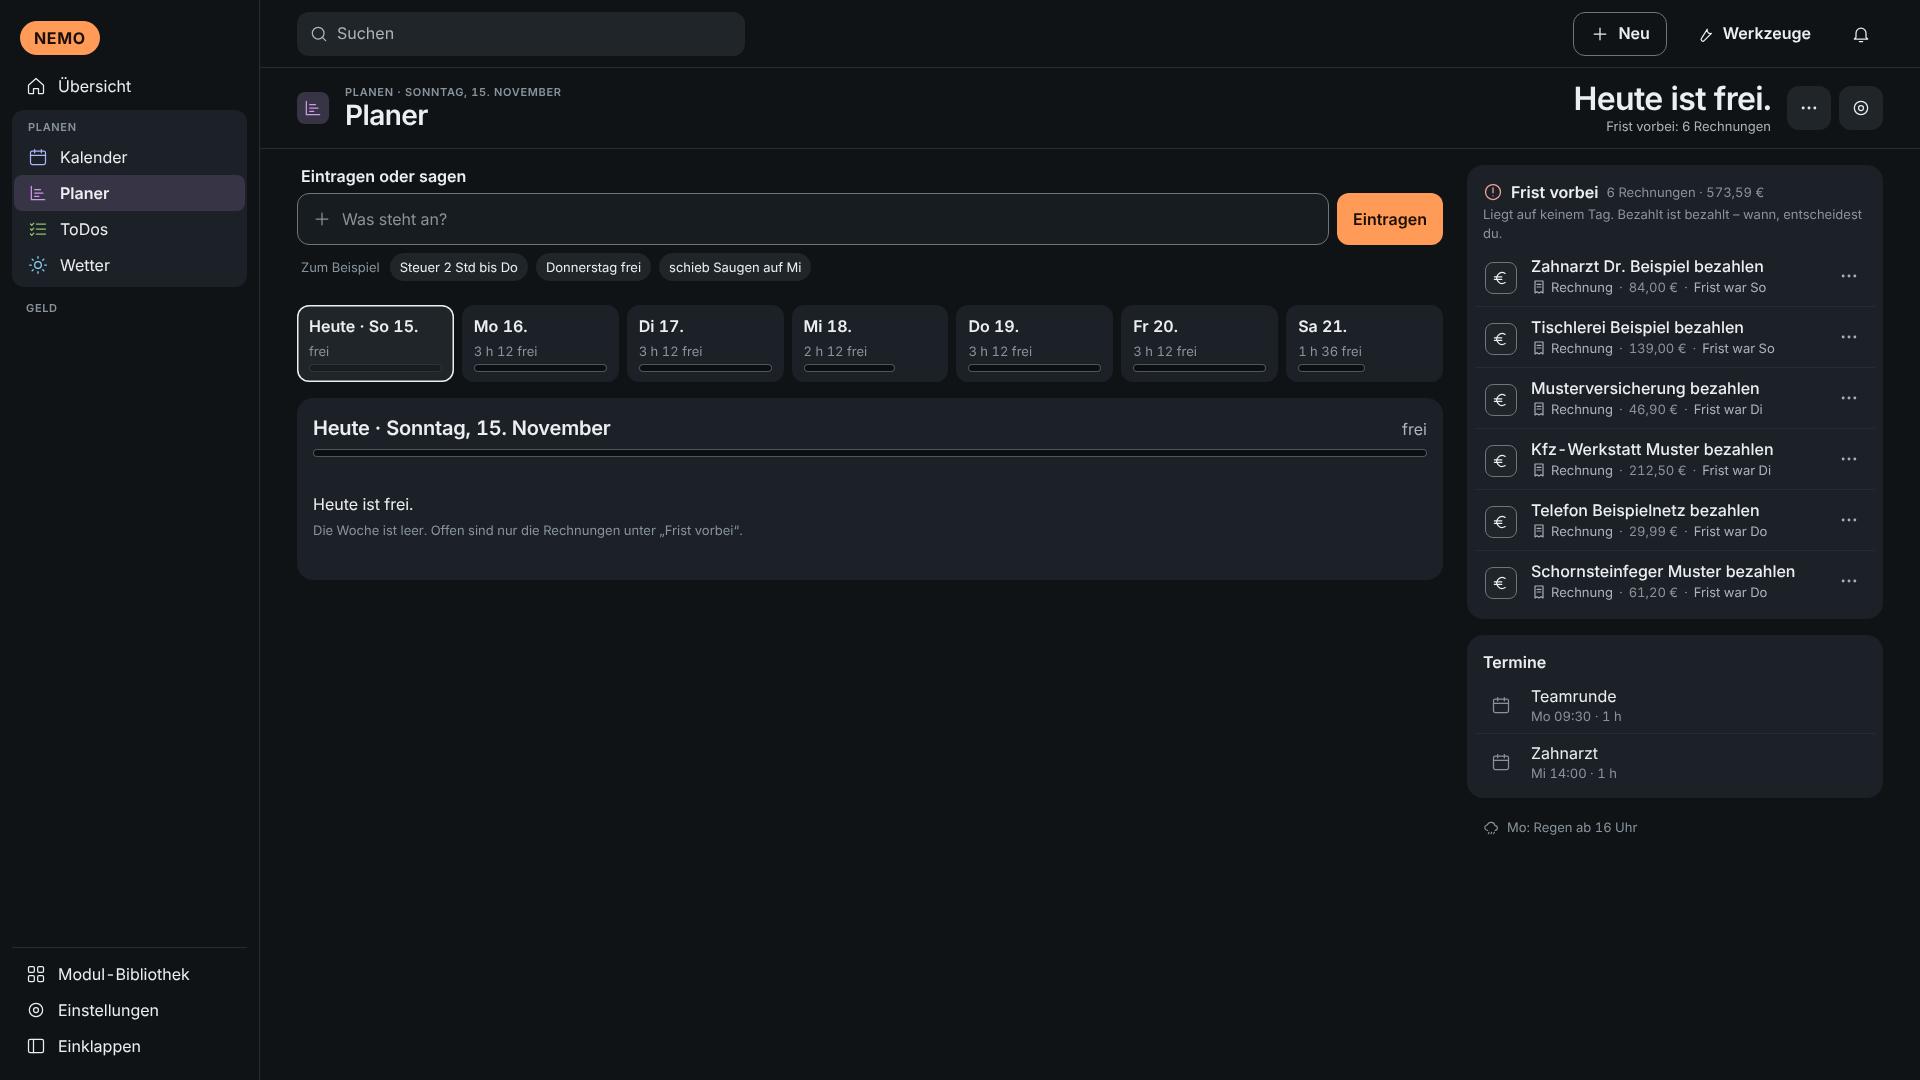 NEMO
Übersicht
PLANEN
Kalender
Planer
ToDos
Wetter
GELD
Modul-Bibliothek
Einstellungen
Einklappen
Suchen
Neu
Werkzeuge
PLANEN · SONNTAG, 15. NOVEMBER
Planer
Heute ist frei.
Frist vorbei: 6 Rechnungen
Eintragen oder sagen
Was steht an?
Eintragen
Zum Beispiel
Steuer 2 Std bis Do
Donnerstag frei
schieb Saugen auf Mi
Heute · So 15.
frei
Mo 16.
3 h 12 frei
Di 17.
3 h 12 frei
Mi 18.
2 h 12 frei
Do 19.
3 h 12 frei
Fr 20.
3 h 12 frei
Sa 21.
1 h 36 frei
Heute · Sonntag, 15. November
frei
Heute ist frei.
Die Woche ist leer. Offen sind nur die Rechnungen unter „Frist vorbei“.
Frist vorbei 6 Rechnungen · 573,59 €
Liegt auf keinem Tag. Bezahlt ist bezahlt – wann, entscheidest
du.
Zahnarzt Dr. Beispiel bezahlen
Rechnung · 84,00 € · Frist war So
Tischlerei Beispiel bezahlen
Rechnung · 139,00 € · Frist war So
Musterversicherung bezahlen
Rechnung · 46,90 € · Frist war Di
Kfz-Werkstatt Muster bezahlen
Rechnung · 212,50 € · Frist war Di
Telefon Beispielnetz bezahlen
Rechnung · 29,99 € · Frist war Do
Schornsteinfeger Muster bezahlen
Rechnung · 61,20 € · Frist war Do
Termine
Teamrunde
Mo 09:30 · 1 h
Zahnarzt
Mi 14:00 · 1 h
Mo: Regen ab 16 Uhr